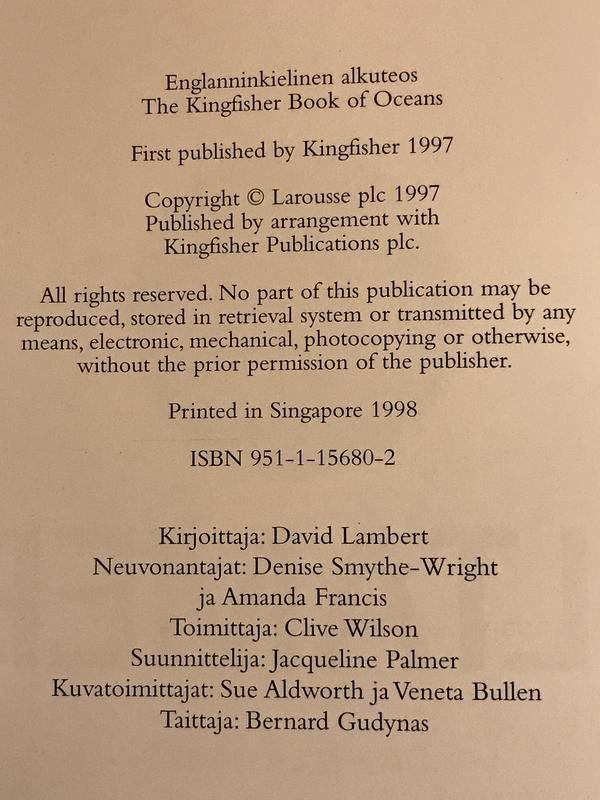 Englanninkielinen alkuteos
The Kingfisher Book of Oceans
First published by Kingfisher 1997
Copyright © Larousse plc 1997
Published by arrangement with
Kingfisher Publications plc.
All rights reserved. No part of this publication may be
reproduced, stored in retrieval system or transmitted by any
means, electronic, mechanical, photocopying or otherwise,
without the prior permission of the publisher.
Printed in Singapore 1998
ISBN 951-1-15680-2
Kirjoittaja: David Lambert
Neuvonantajat: Denise Smythe-Wright
ja Amanda Francis
Toimittaja: Clive Wilson
Suunnittelija: Jacqueline Palmer
Kuvatoimittajat: Sue Aldworth ja Veneta Bullen
Taittaja: Bernard Gudynas